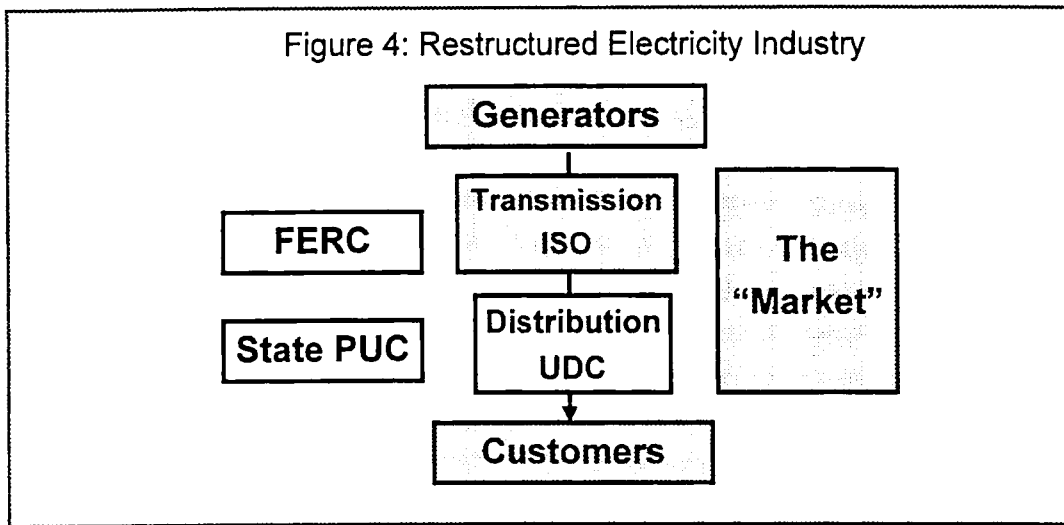 Figure 4: Restructured Electricity Industry
Generators
Transmission
ISO
FERC
The
“Market”
Distribution
UDC
State PUC
Customers